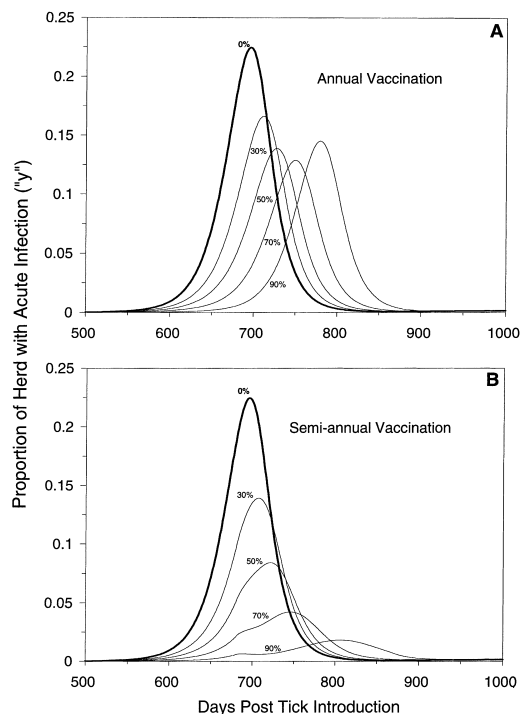 Proportion of Herd with Acute Infection ("y")
0.25
A
0%
Annual Vaccination
0.2
0.15
30%
0.1
50%
70%
0.05
90%
0
500 600 700 800 900 1000
0.25
B
0%
Semi-annual Vaccination
0.2
0.15
30%
0.1
50%
0.05
70%
90%
0
500 600 700 800 900 1000
Days Post Tick Introduction